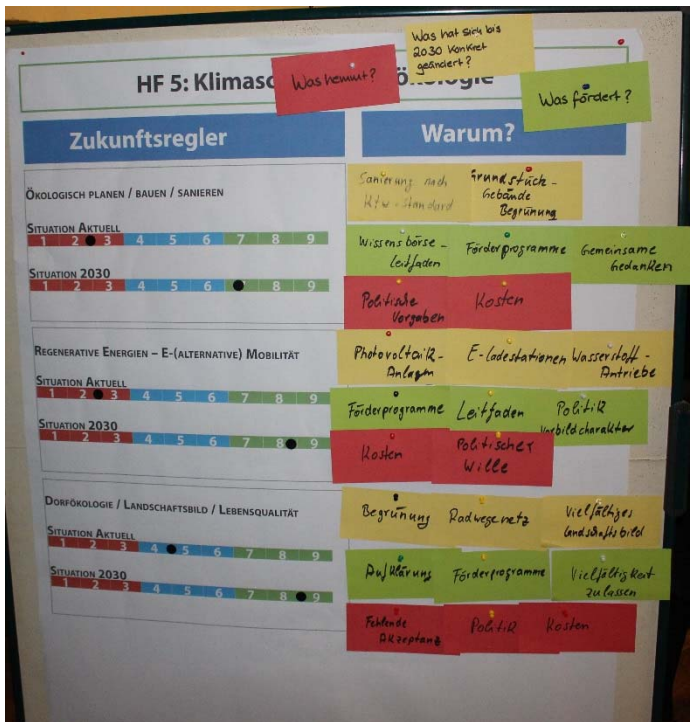 Was hat sich bis
2030 konkret
geändert?
Was hemmt?
Was fördert?
HF 5: Klimasc
ökologie
Zukunftsregler
Warum?
ÖKOLOGISCH PLANEN / BAUEN / SANIEREN
SITUATION AKTUELL
1 2 3 4 5 6 7 8 9
SITUATION 2030
1 2 3 4 5 6 7 8 9
Sanierung nach
Kfw-Standard
Grundstück-
Gebäude
Begrünung
Wissensbörse-
Leitfaden
Förderprogramme
Gemeinsame
Gedanken
Politische
Vorgaben
Kosten
REGENERATIVE ENERGIEN – E-(ALTERNATIVE) MOBILITÄT
SITUATION AKTUELL
1 2 3 4 5 6 7 8 9
SITUATION 2030
1 2 3 4 5 6 7 8 9
Photovoltaik-
Anlagen
E-Ladestationen
Wasserstoff-
Antriebe
Förderprogramme
Leitfaden
Politik
Vorbildcharakter
Kosten
Politischer
Wille
DORFÖKOLOGIE / LANDSCHAFTSBILD / LEBENSQUALITÄT
SITUATION AKTUELL
1 2 3 4 5 6 7 8 9
SITUATION 2030
1 2 3 4 5 6 7 8 9
Begrünung
Radwegenetz
Vielfältiges
Landschaftsbild
Aufklärung
Förderprogramme
Vielfältigkeit
zulassen
Fehlende
Akzeptanz
Politik
Kosten